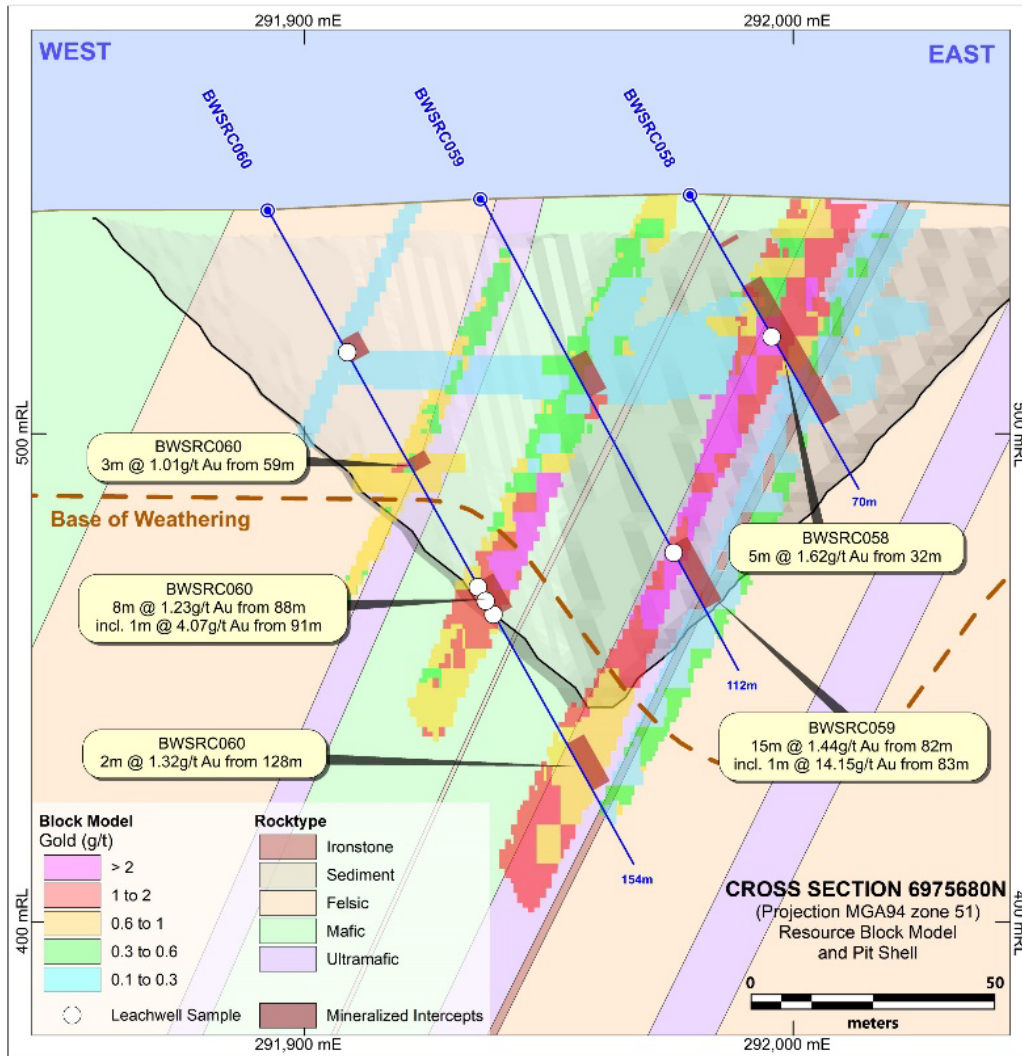 291,900 mE
292,000 mE
WEST
EAST
BWSRC060
BWSRC059
BWSRC058
500 mRL
500 mRL
BWSRC060
3m @ 1.01g/t Au from 59m
70m
Base of Weathering
BWSRC058
5m @ 1.62g/t Au from 32m
BWSRC060
8m @ 1.23g/t Au from 88m
incl. 1m @ 4.07g/t Au from 91m
112m
BWSRC059
15m @ 1.44g/t Au from 82m
incl. 1m @ 14.15g/t Au from 83m
BWSRC060
2m @ 1.32g/t Au from 128m
154m
Block Model
Gold (g/t)
> 2
1 to 2
0.6 to 1
0.3 to 0.6
0.1 to 0.3
Leachwell Sample
Rocktype
Ironstone
Sediment
Felsic
Mafic
Ultramafic
Mineralized Intercepts
CROSS SECTION 6975680N
(Projection MGA94 zone 51)
Resource Block Model
and Pit Shell
400 mRL
400 mRL
0
50
meters
291,900 mE
292,000 mE